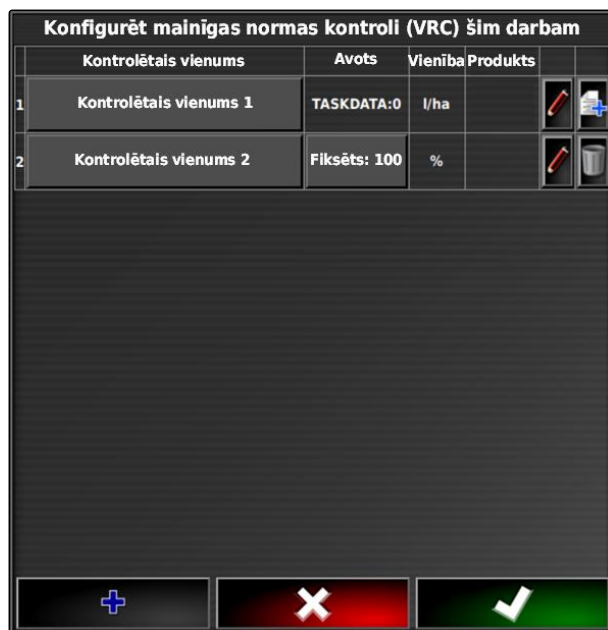 Konfigurēt mainīgas normas kontroli (VRC) šim darbam
Kontrolētais vienums Avots Vienība Produkts
1 Kontrolētais vienums 1 TASKDATA:0 l/ha
2 Kontrolētais vienums 2 Fiksēts: 100 %